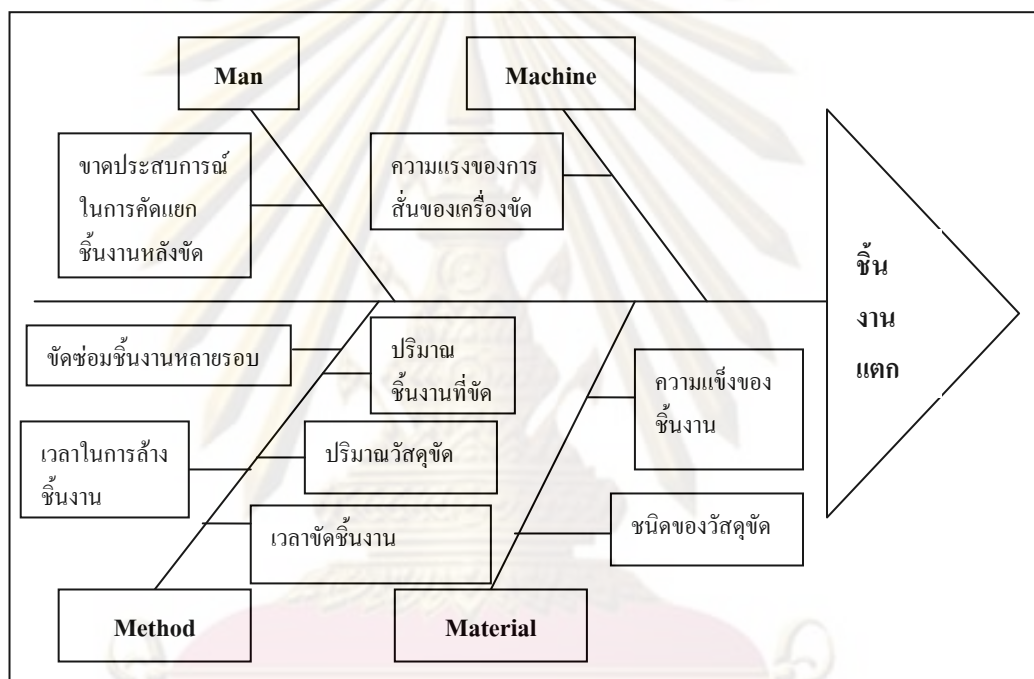 Man
Machine
ขาดประสบการณ์
ในการคัดแยก
ชิ้นงานหลังขัด
ความแรงของการ
สั่นของเครื่องขัด
ชิ้น
งาน
แตก
ขัดซ่อมชิ้นงานหลายรอบ
ปริมาณ
ชิ้นงานที่ขัด
ความแข็งของ
ชิ้นงาน
เวลาในการล้าง
ชิ้นงาน
ปริมาณวัสดุขัด
เวลาขัดชิ้นงาน
ชนิดของวัสดุขัด
Method
Material